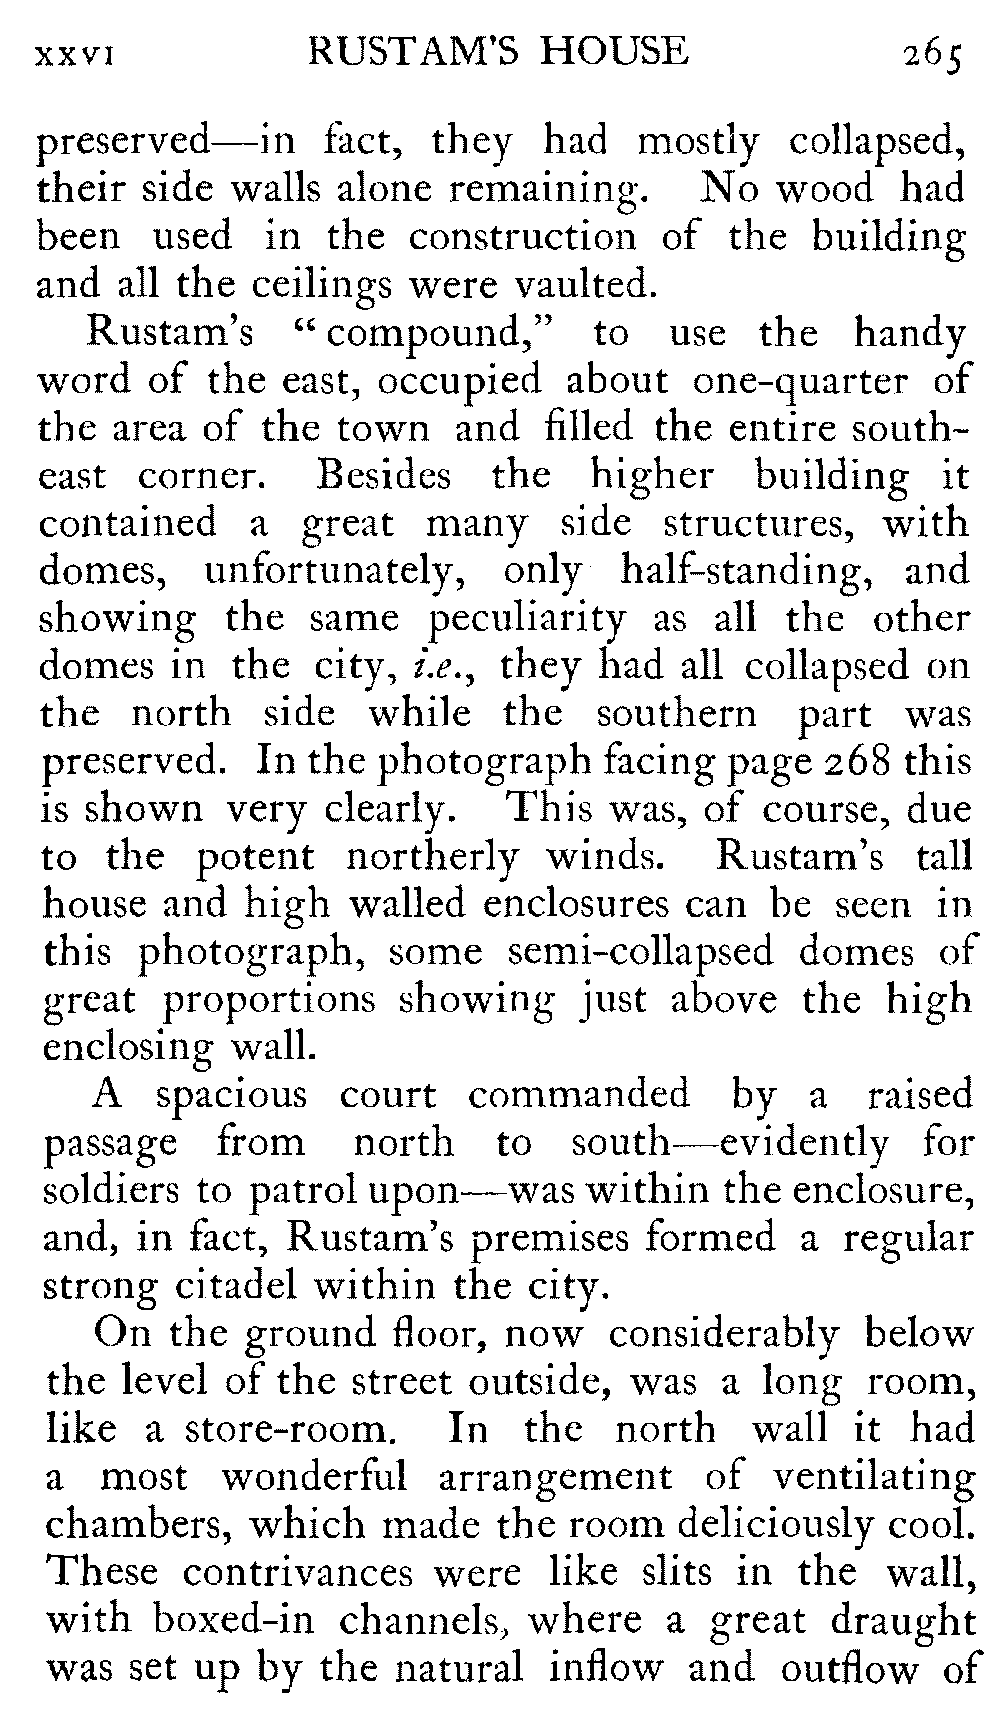 XXVI RUSTAM'S HOUSE 265
preserved—in fact, they had mostly collapsed,
their side walls alone remaining. No wood had
been used in the construction of the building
and all the ceilings were vaulted.
Rustam's "compound," to use the handy
word of the east, occupied about one-quarter of
the area of the town and filled the entire south-
east corner. Besides the higher building it
contained a great many side structures, with
domes, unfortunately, only half-standing, and
showing the same peculiarity as all the other
domes in the city, i.e., they had all collapsed on
the north side while the southern part was
preserved. In the photograph facing page 268 this
is shown very clearly. This was, of course, due
to the potent northerly winds. Rustam's tall
house and high walled enclosures can be seen in
this photograph, some semi-collapsed domes of
great proportions showing just above the high
enclosing wall.
A spacious court commanded by a raised
passage from north to south—evidently for
soldiers to patrol upon—was within the enclosure,
and, in fact, Rustam's premises formed a regular
strong citadel within the city.
On the ground floor, now considerably below
the level of the street outside, was a long room,
like a store-room. In the north wall it had
a most wonderful arrangement of ventilating
chambers, which made the room deliciously cool.
These contrivances were like slits in the wall,
with boxed-in channels, where a great draught
was set up by the natural inflow and outflow of